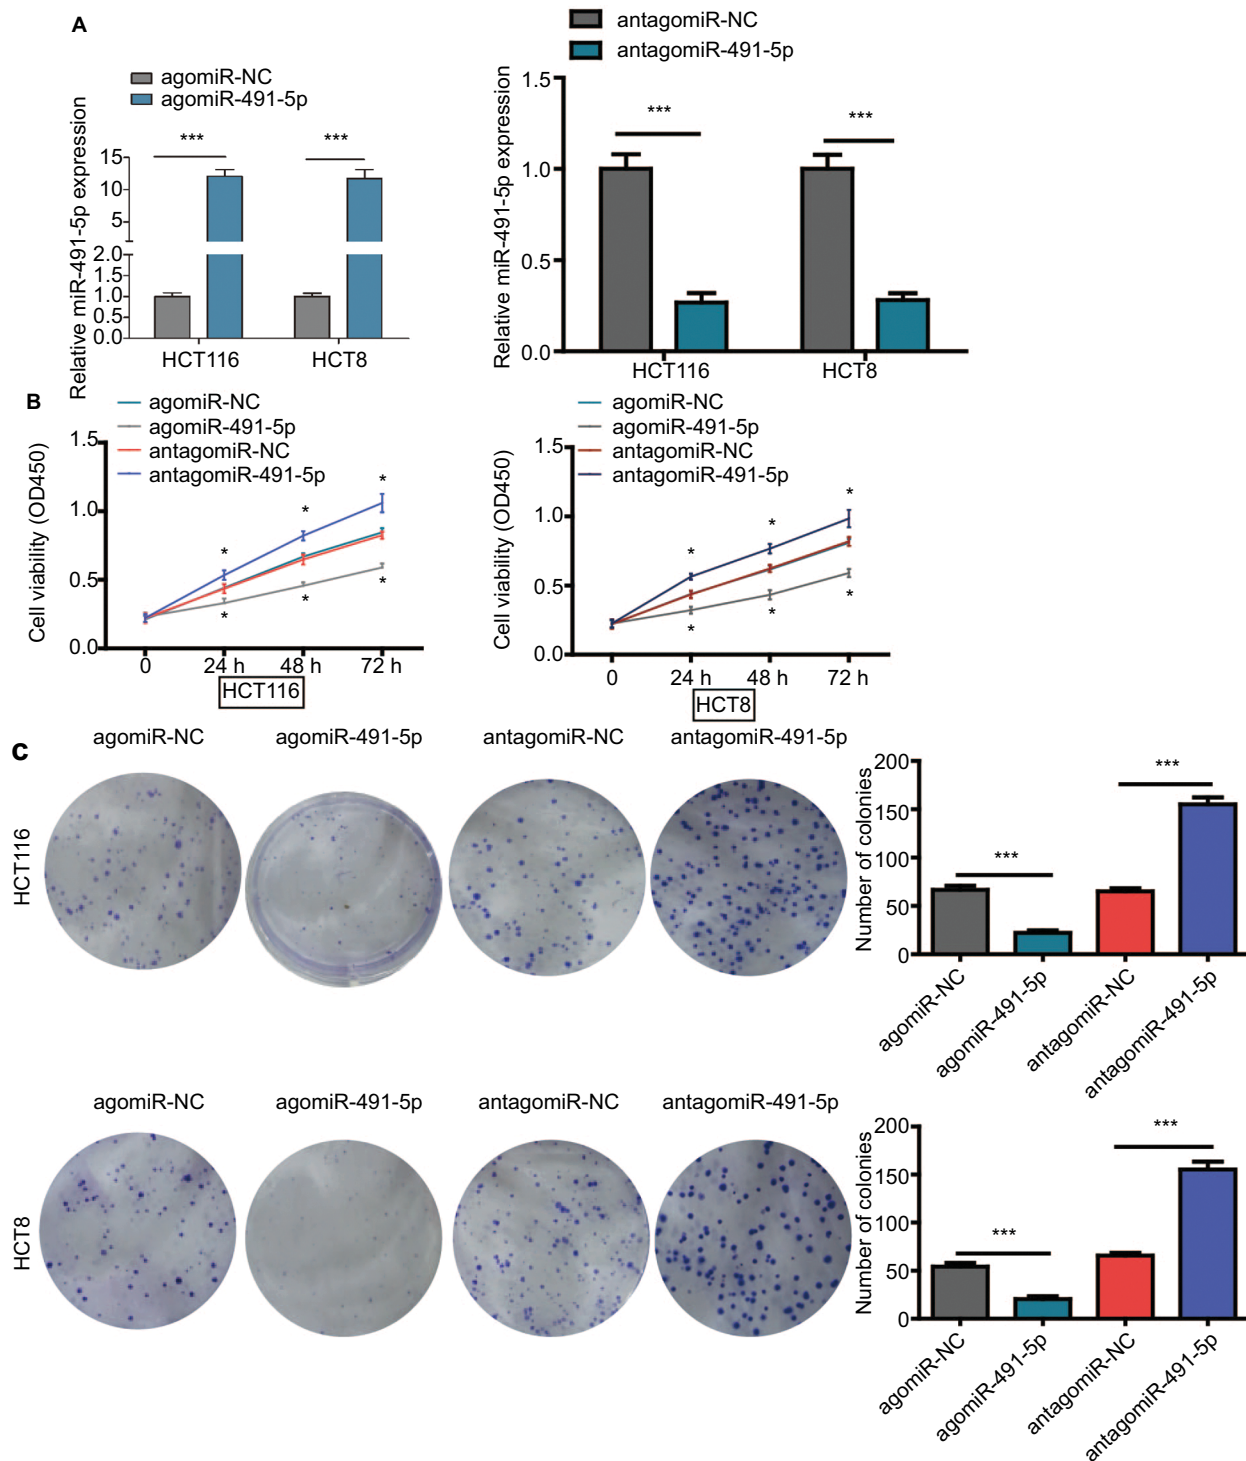 A
agomiR-NC
agomiR-491-5p
Relative miR-491-5p expression
***
***
15
10
5
2.0
1.5
1.0
0.5
0.0
HCT116
HCT8
antagomiR-NC
antagomiR-491-5p
Relative miR-491-5p expression
***
***
1.5
1.0
0.5
0.0
HCT116
HCT8
B
agomiR-NC
agomiR-491-5p
antagomiR-NC
antagomiR-491-5p
Cell viability (OD450)
1.5
1.0
0.5
0.0
*
*
*
*
*
*
0
24 h
48 h
72 h
HCT116
agomiR-NC
agomiR-491-5p
antagomiR-NC
antagomiR-491-5p
Cell viability (OD450)
1.5
1.0
0.5
0.0
*
*
*
*
*
*
0
24 h
48 h
72 h
HCT8
c
agomiR-NC
agomiR-491-5p
antagomiR-NC
antagomiR-491-5p
HCT116
Number of colonies
200
150
100
50
0
***
***
agomiR-NC
agomiR-491-5p
antagomiR-NC
antagomiR-491-5p
agomiR-NC
agomiR-491-5p
antagomiR-NC
antagomiR-491-5p
HCT8
Number of colonies
200
150
100
50
0
***
***
agomiR-NC
agomiR-491-5p
antagomiR-NC
antagomiR-491-5p